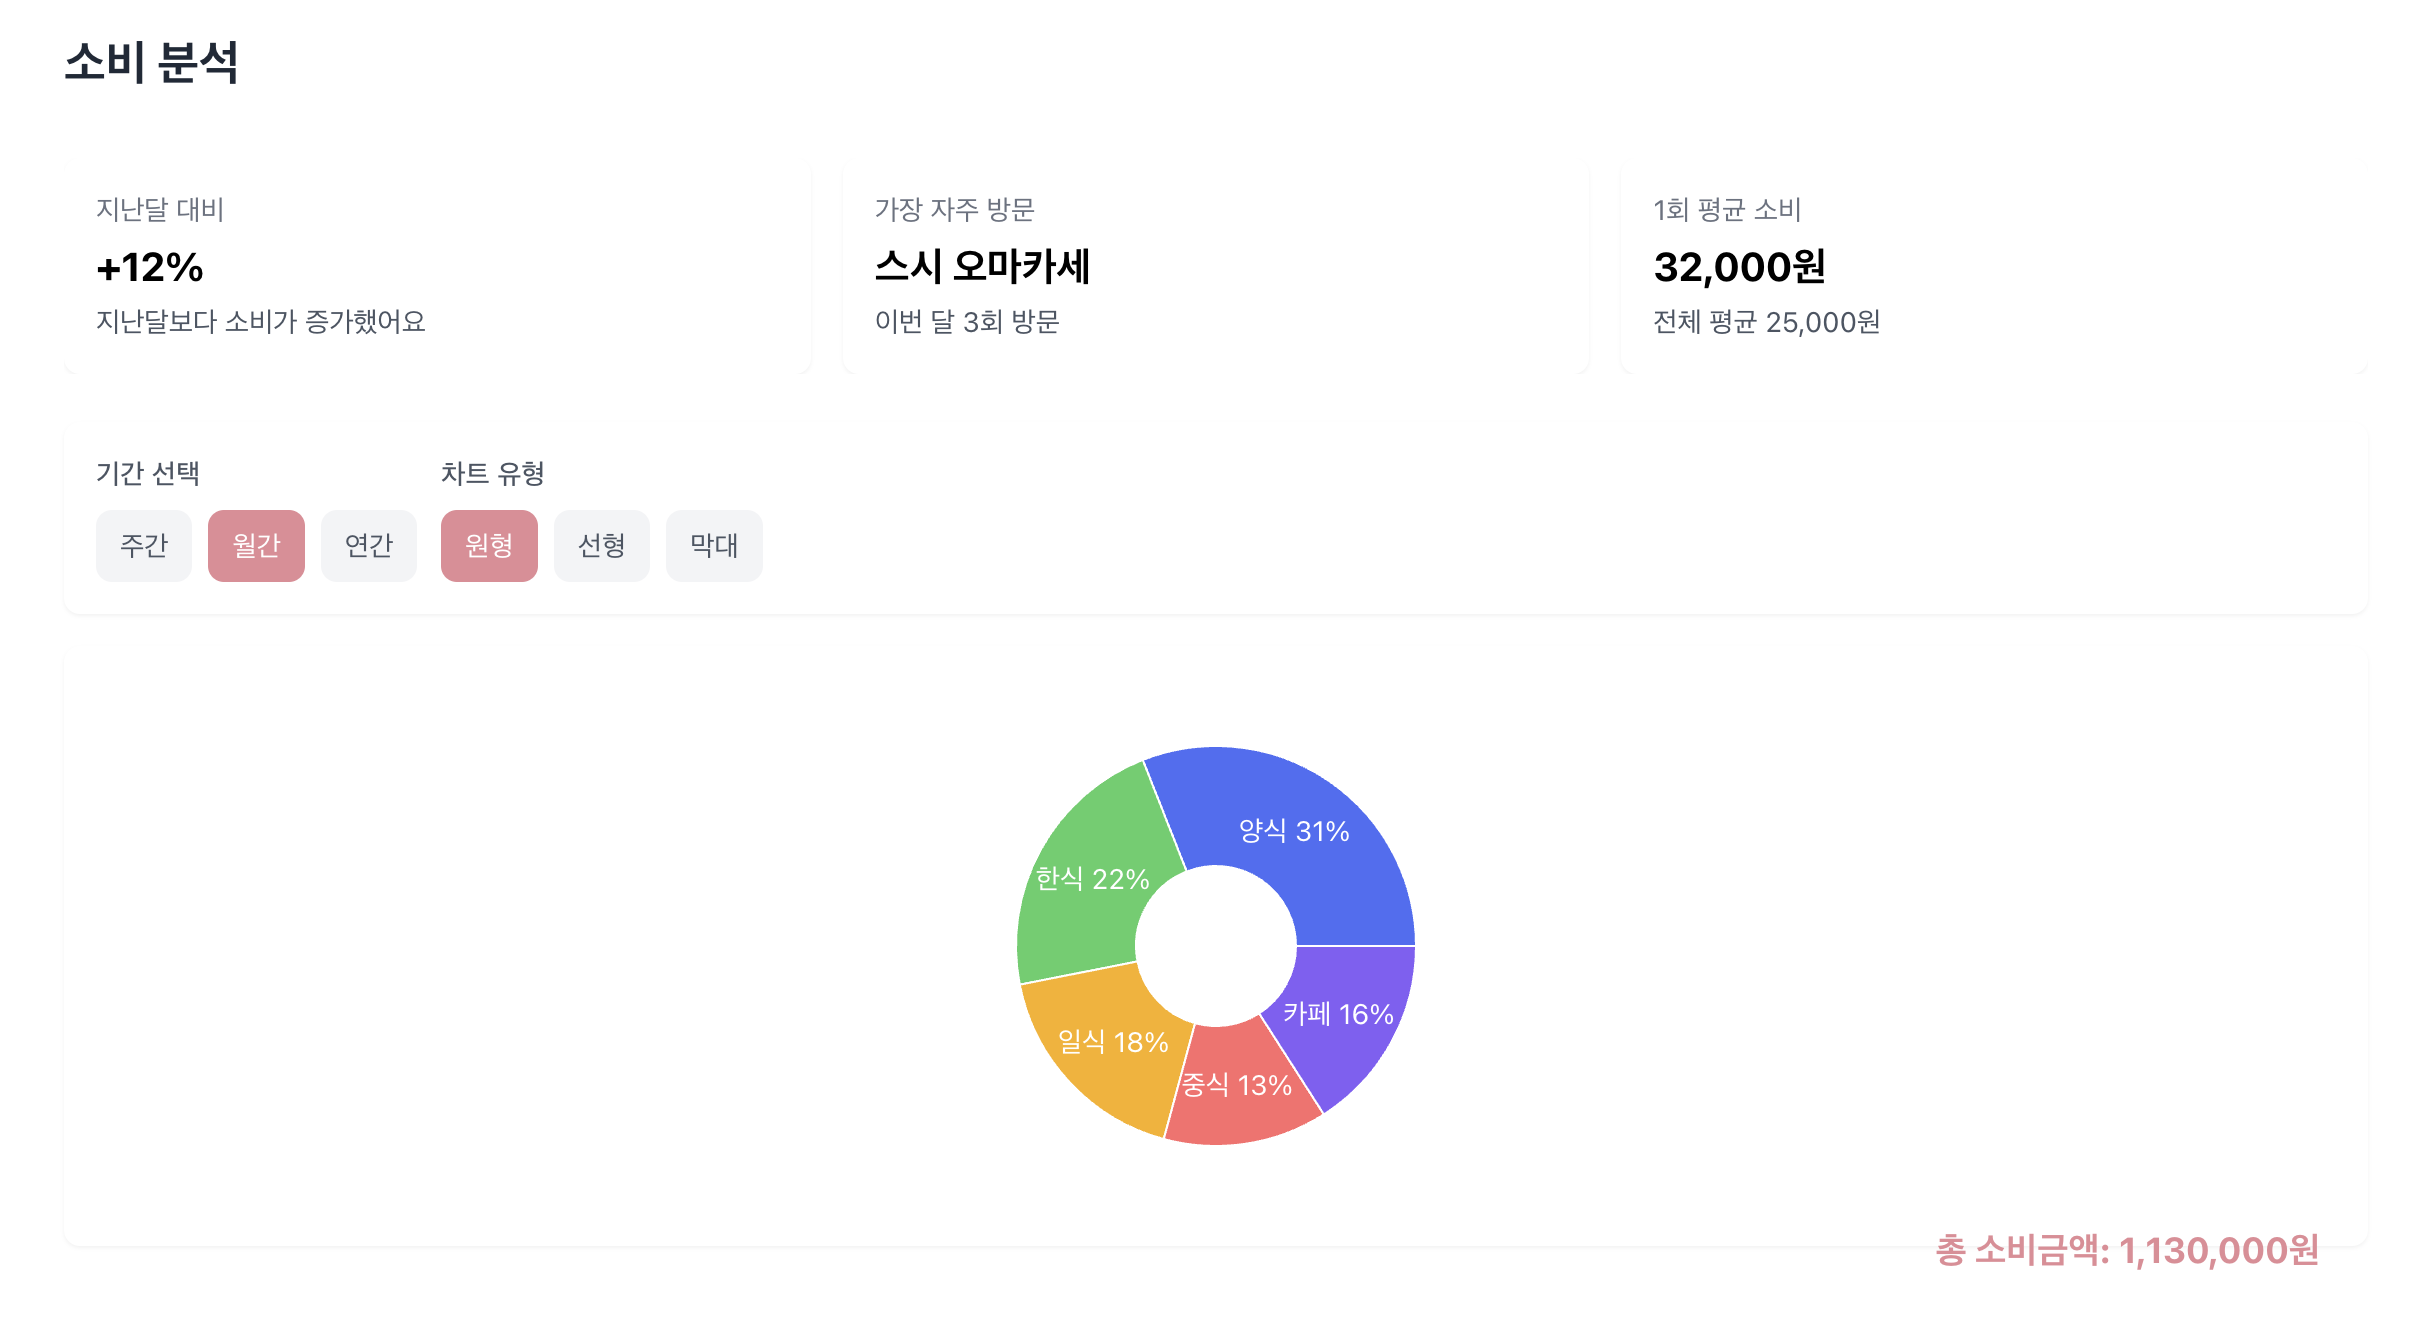 소비 분석
지난달 대비
+12%
지난달보다 소비가 증가했어요
가장 자주 방문
스시 오마카세
이번 달 3회 방문
1회 평균 소비
32,000원
전체 평균 25,000원
기간 선택
주간 월간 연간
차트 유형
원형 선형 막대
양식 31%
한식 22%
카페 16%
일식 18%
중식 13%
총 소비금액: 1,130,000원